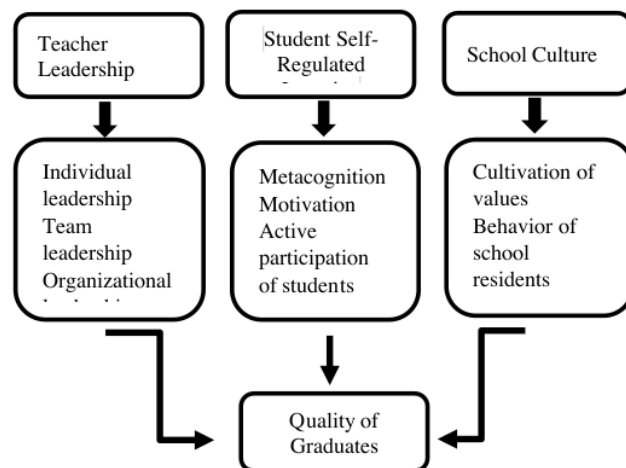 Teacher
Leadership
Student Self-
Regulated
School Culture
Individual
leadership
Team
leadership
Organizational
Metacognition
Motivation
Active
participation
of students
Cultivation of
values
Behavior of
school
residents
Quality of
Graduates